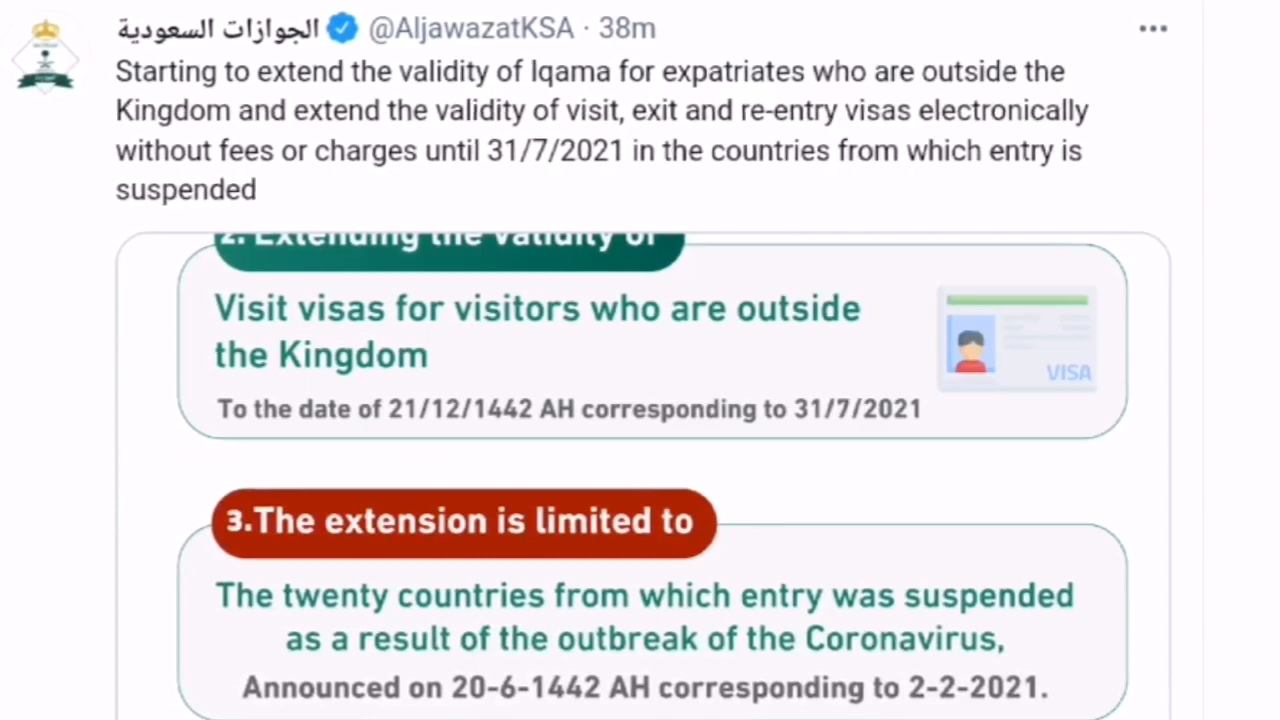 الجوازات السعودية @AljawazatKSA · 38m
Starting to extend the validity of Iqama for expatriates who are outside the
Kingdom and extend the validity of visit, exit and re-entry visas electronically
without fees or charges until 31/7/2021 in the countries from which entry is
suspended
2. Extending the validity of
Visit visas for visitors who are outside
the Kingdom
VISA
To the date of 21/12/1442 AH corresponding to 31/7/2021
3.The extension is limited to
The twenty countries from which entry was suspended
as a result of the outbreak of the Coronavirus,
Announced on 20-6-1442 AH corresponding to 2-2-2021.